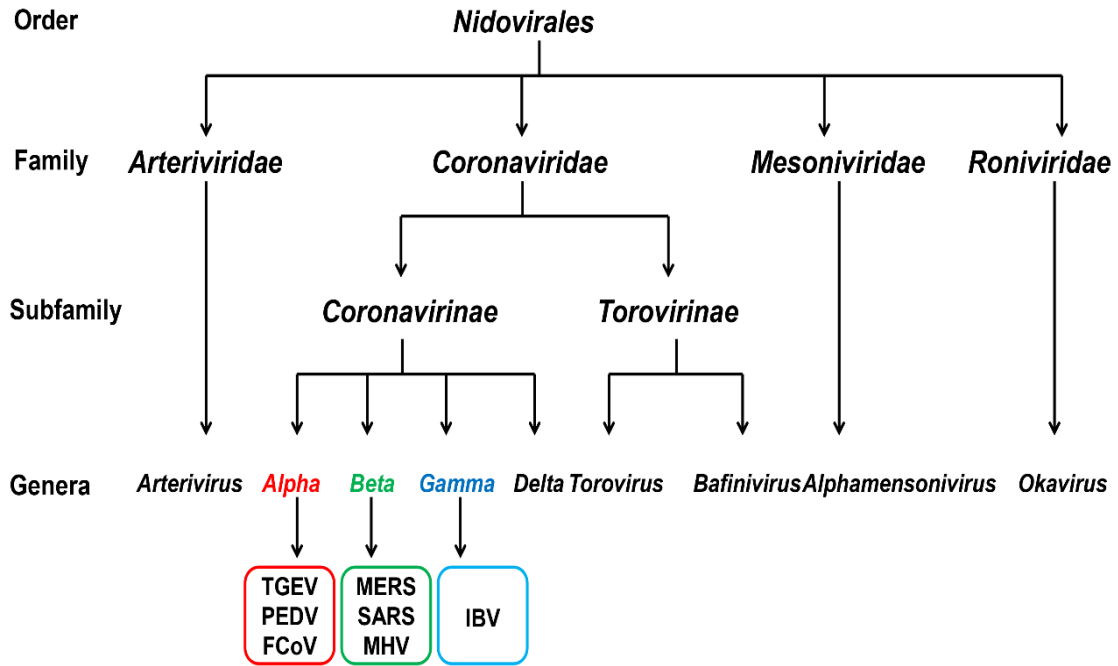 Order Nidovirales
Family Arteriviridae Coronaviridae Mesoniviridae Roniviridae
Subfamily Coronavirinae Torovirinae
Genera Arterivirus Alpha Beta Gamma Delta Torovirus Bafinivirus Alphamensonivirus Okavirus
TGEV
PEDV
FCoV
MERS
SARS
MHV
IBV